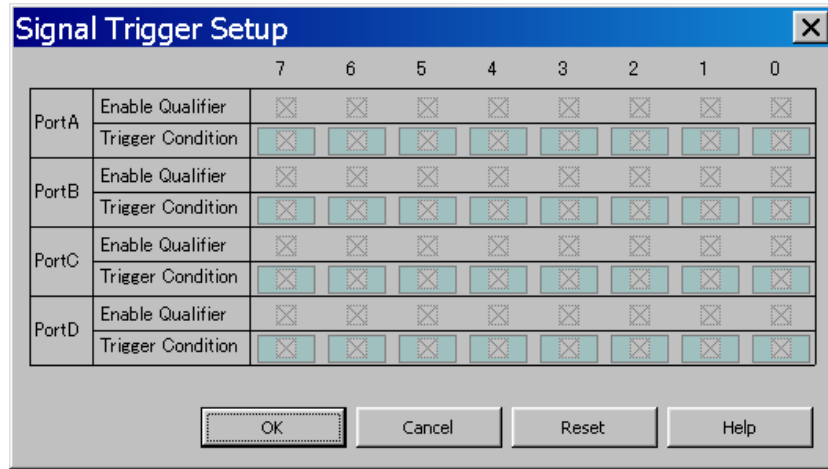 Signal Trigger Setup
7 6 5 4 3 2 1 0
PortA
Enable Qualifier
Trigger Condition
PortB
Enable Qualifier
Trigger Condition
PortC
Enable Qualifier
Trigger Condition
PortD
Enable Qualifier
Trigger Condition
OK Cancel Reset Help